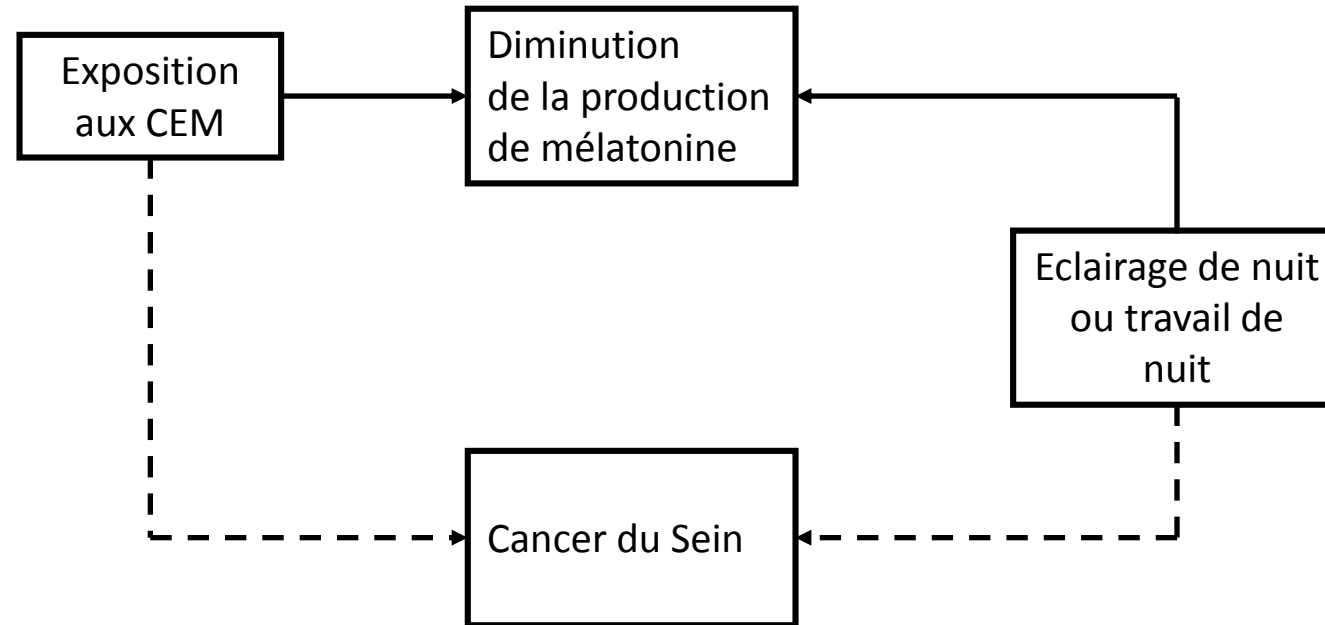 Exposition
aux CEM
Diminution
de la production
de mélatonine
Eclairage de nuit
ou travail de
nuit
Cancer du Sein